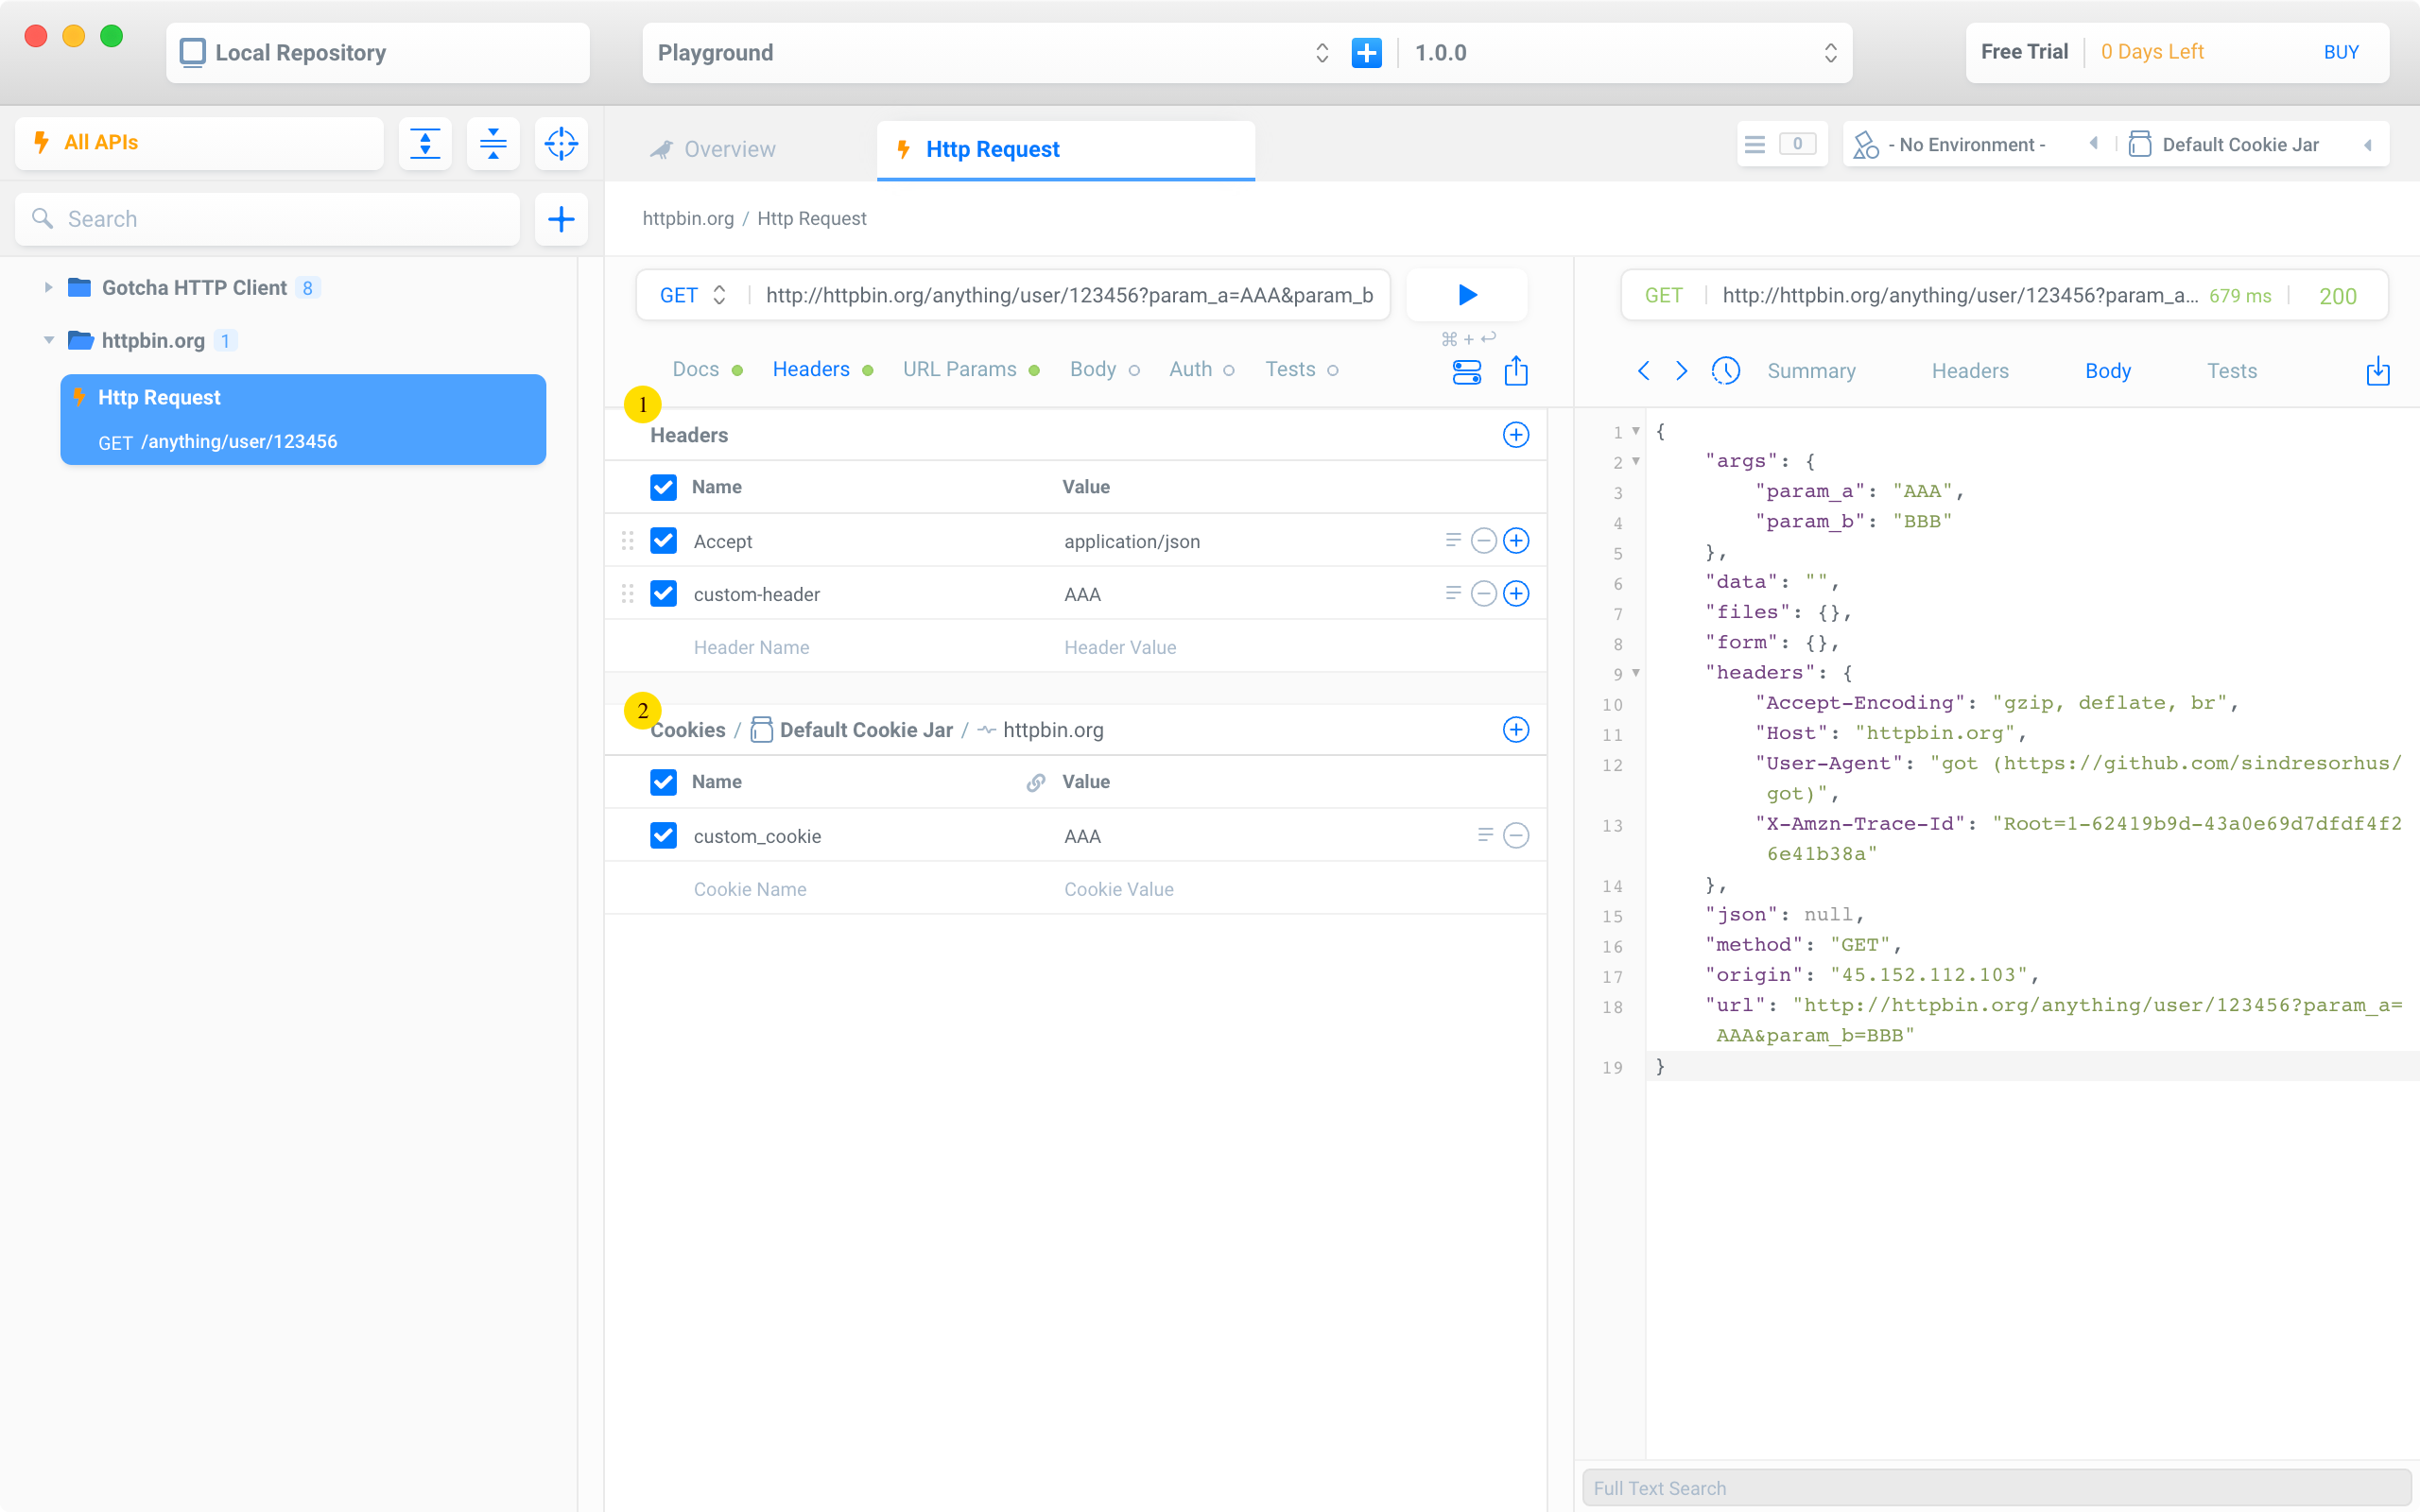 Local Repository
Playground
1.0.0
Free Trial
0 Days Left
BUY
All APIs
Overview
Http Request
0
- No Environment -
Default Cookie Jar
Search
httpbin.org / Http Request
Gotcha HTTP Client 8
httpbin.org 1
Http Request
GET /anything/user/123456
GET http://httpbin.org/anything/user/123456?param_a=AAA&param_b
⌘ + ↩
Docs Headers URL Params Body Auth Tests
1
Headers
Name Value
Accept application/json
custom-header AAA
Header Name Header Value
2
Cookies / Default Cookie Jar / httpbin.org
Name Value
custom_cookie AAA
Cookie Name Cookie Value
GET http://httpbin.org/anything/user/123456?param_a... 679 ms 200
Summary Headers Body Tests
1 {
2 "args": {
3 "param_a": "AAA",
4 "param_b": "BBB"
5 },
6 "data": "",
7 "files": {},
8 "form": {},
9 "headers": {
10 "Accept-Encoding": "gzip, deflate, br",
11 "Host": "httpbin.org",
12 "User-Agent": "got (https://github.com/sindresorhus/
got)",
13 "X-Amzn-Trace-Id": "Root=1-62419b9d-43a0e69d7dfdf4f2
6e41b38a"
14 },
15 "json": null,
16 "method": "GET",
17 "origin": "45.152.112.103",
18 "url": "http://httpbin.org/anything/user/123456?param_a=
AAA&param_b=BBB"
19 }
Full Text Search